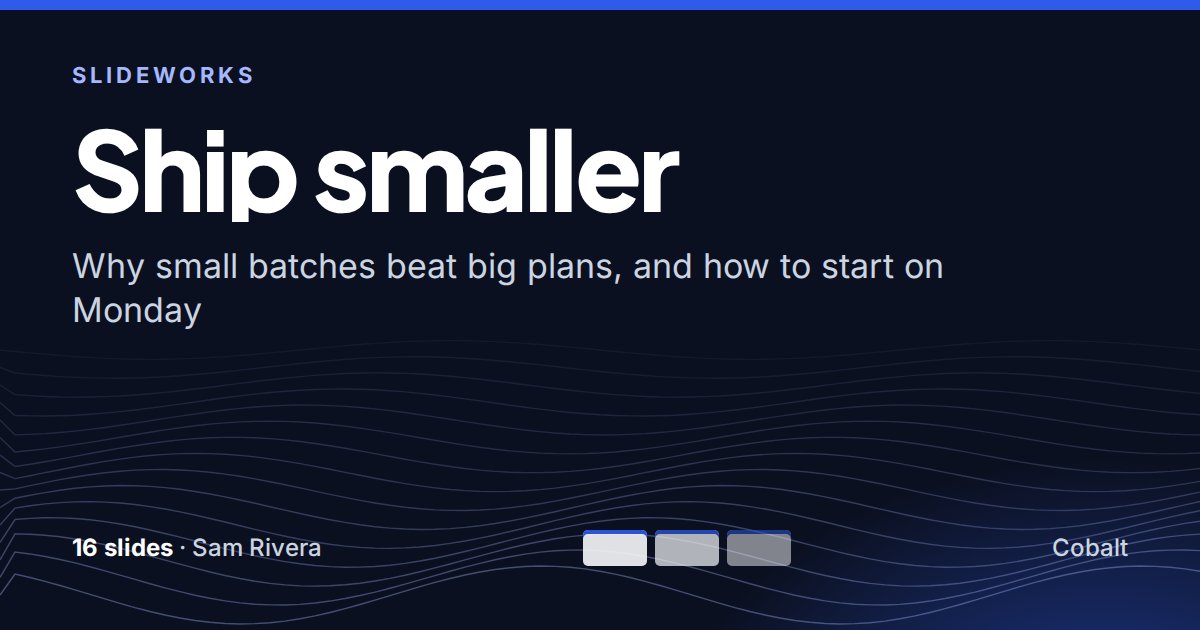 SLIDEWORKS
Ship smaller
Why small batches beat big plans, and how to start on
Monday
16 slides · Sam Rivera
Cobalt